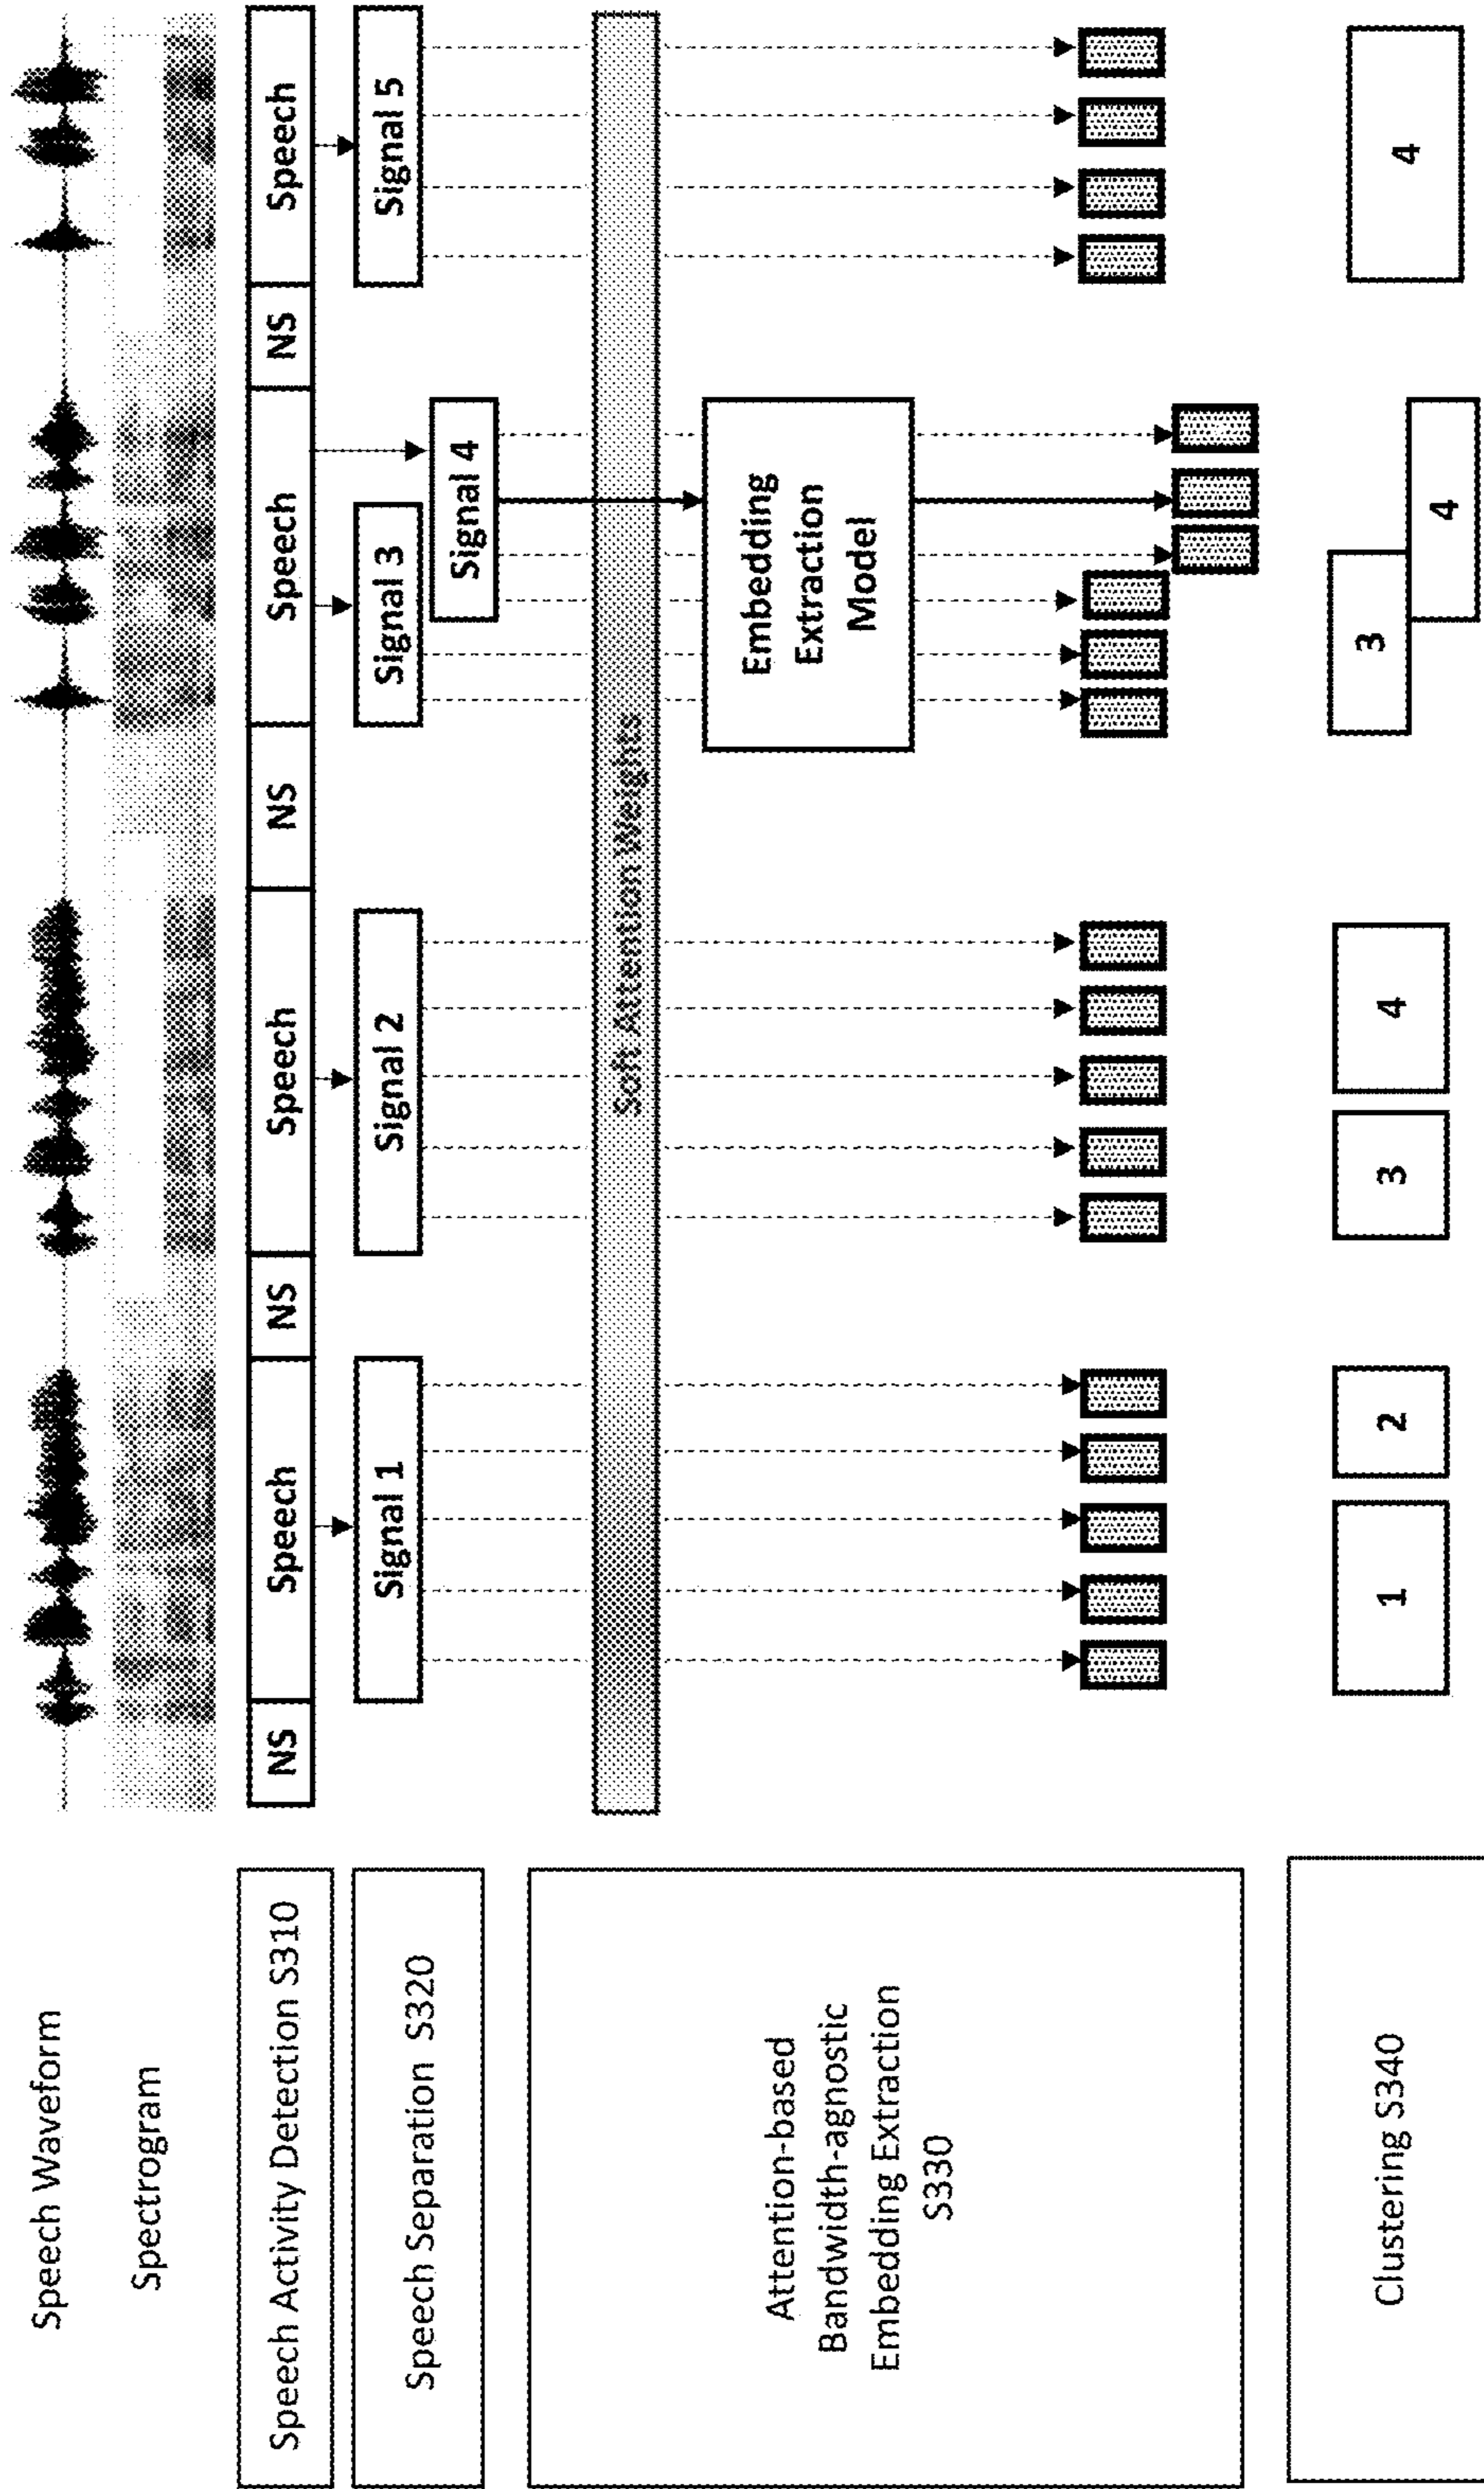 Speech Waveform
Spectrogram
Speech Activity Detection S310
NS
Speech
NS
Speech
NS
Speech
NS
Speech
Speech Separation S320
Signal 1
Signal 2
Signal 3
Signal 4
Signal 5
Attention-based
Bandwidth-agnostic
Embedding Extraction
S330
Soft Attention Weights
Embedding
Extraction
Model
Clustering S340
1
2
3
4
3
4
4